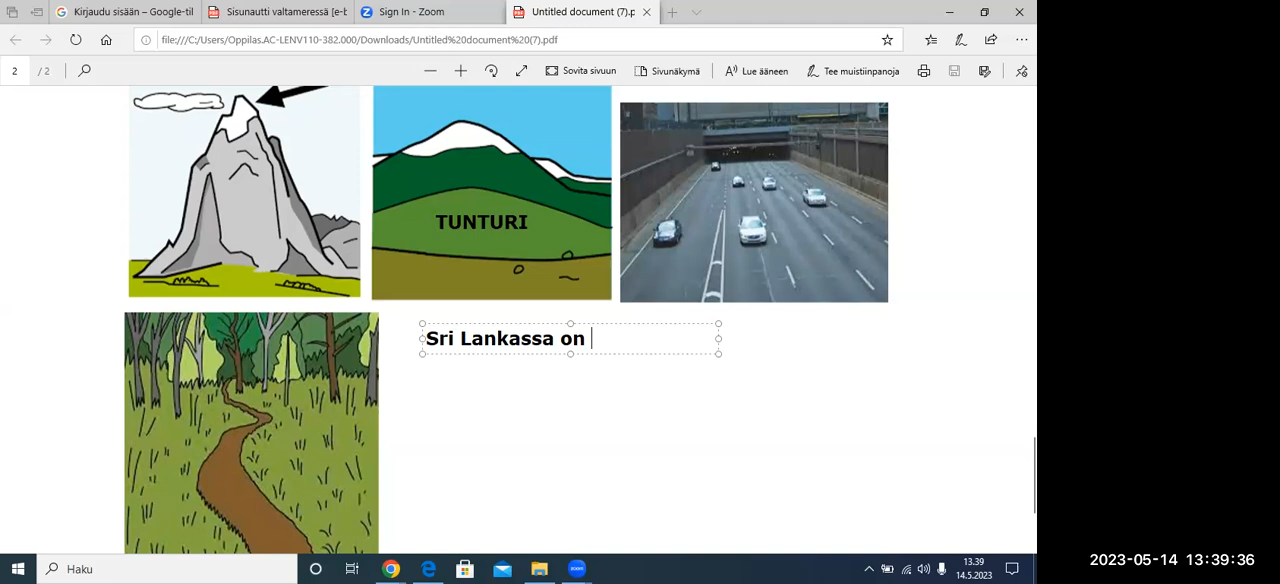 Kirjaudu sisään – Google-til
Sisunautti valtameressä [e-b
Sign In - Zoom
Untitled document (7).p
file:///C:/Users/Oppilas.AC-LENV110-382.000/Downloads/Untitled%20document%20(7).pdf
2 / 2
Sovita sivuun
Sivunäkymä
Lue ääneen
Tee muistiinpanoja
TUNTURI
Sri Lankassa on
Haku
13.39
14.5.2023
2023-05-14 13:39:36